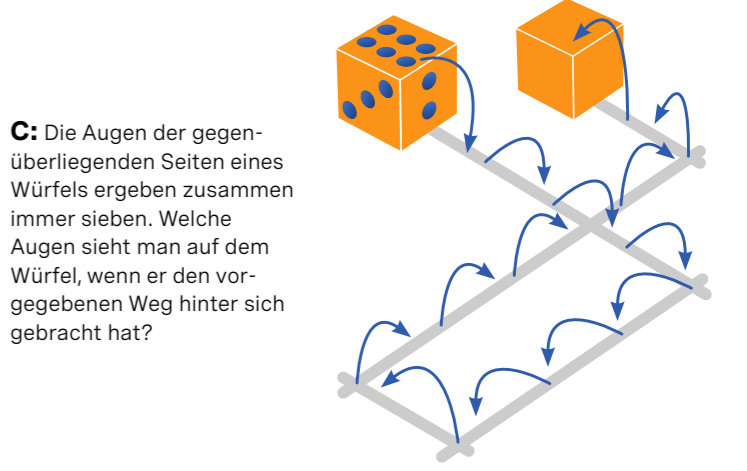 C: Die Augen der gegen-
überliegenden Seiten eines
Würfels ergeben zusammen
immer sieben. Welche
Augen sieht man auf dem
Würfel, wenn er den vor-
gegebenen Weg hinter sich
gebracht hat?